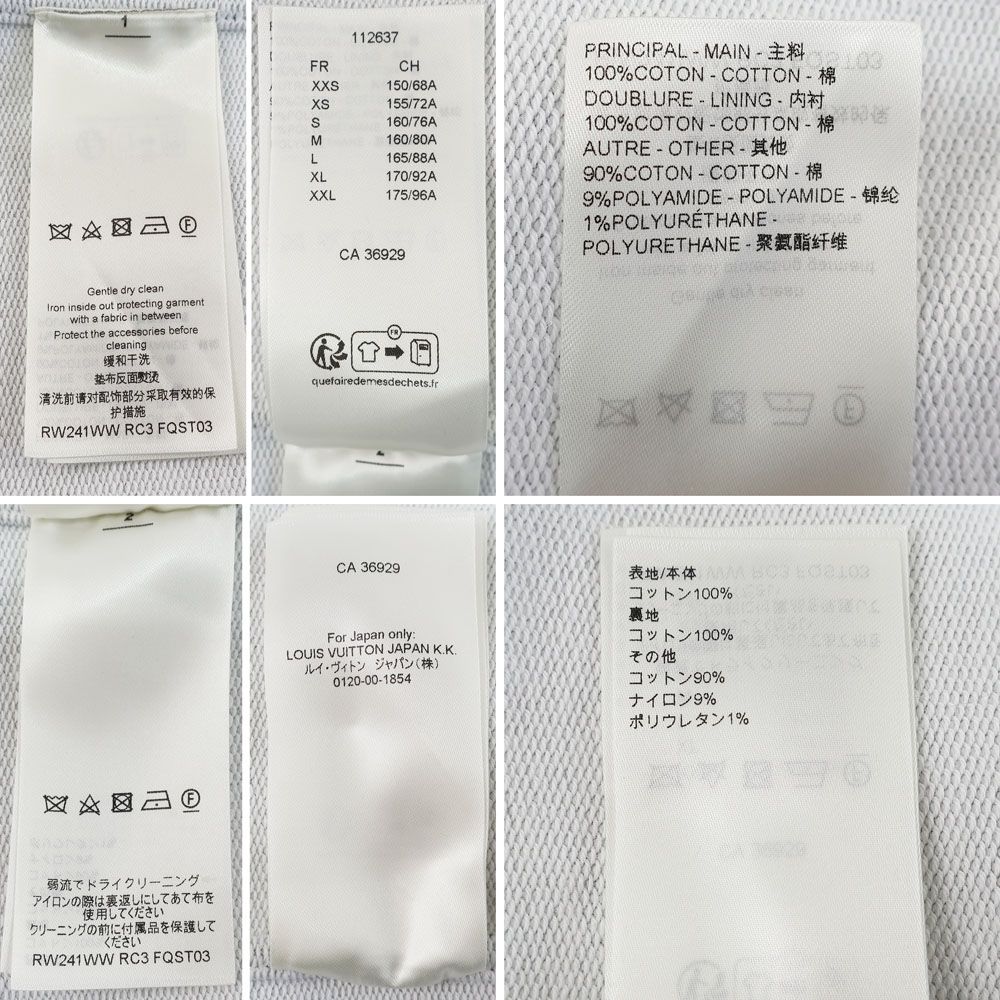 1
Gentle dry clean
Iron inside out protecting garment
with a fabric in between
Protect the accessories before
cleaning
缓和干洗
垫布反面熨烫
清洗前请对配饰部分采取有效的保
护措施
RW241WW RC3 FQST03
112637
FR CH
XXS 150/68A
XS 155/72A
S 160/76A
M 160/80A
L 165/88A
XL 170/92A
XXL 175/96A
CA 36929
FR
quefairedemesdechets.fr
2
PRINCIPAL - MAIN - 主料
100%COTON - COTTON - 棉
DOUBLURE - LINING - 内衬
100%COTON - COTTON - 棉
AUTRE - OTHER - 其他
90%COTON - COTTON - 棉
9%POLYAMIDE - POLYAMIDE - 锦纶
1%POLYURÉTHANE -
POLYURETHANE - 聚氨酯纤维
2
弱流でドライクリーニング
アイロンの際は裏返しにしてあて布を
使用してください
クリーニングの前に付属品を保護して
ください
RW241WW RC3 FQST03
CA 36929
For Japan only:
LOUIS VUITTON JAPAN K.K.
ルイ・ヴィトン ジャパン(株)
0120-00-1854
表地/本体
コットン100%
裏地
コットン100%
その他
コットン90%
ナイロン9%
ポリウレタン1%